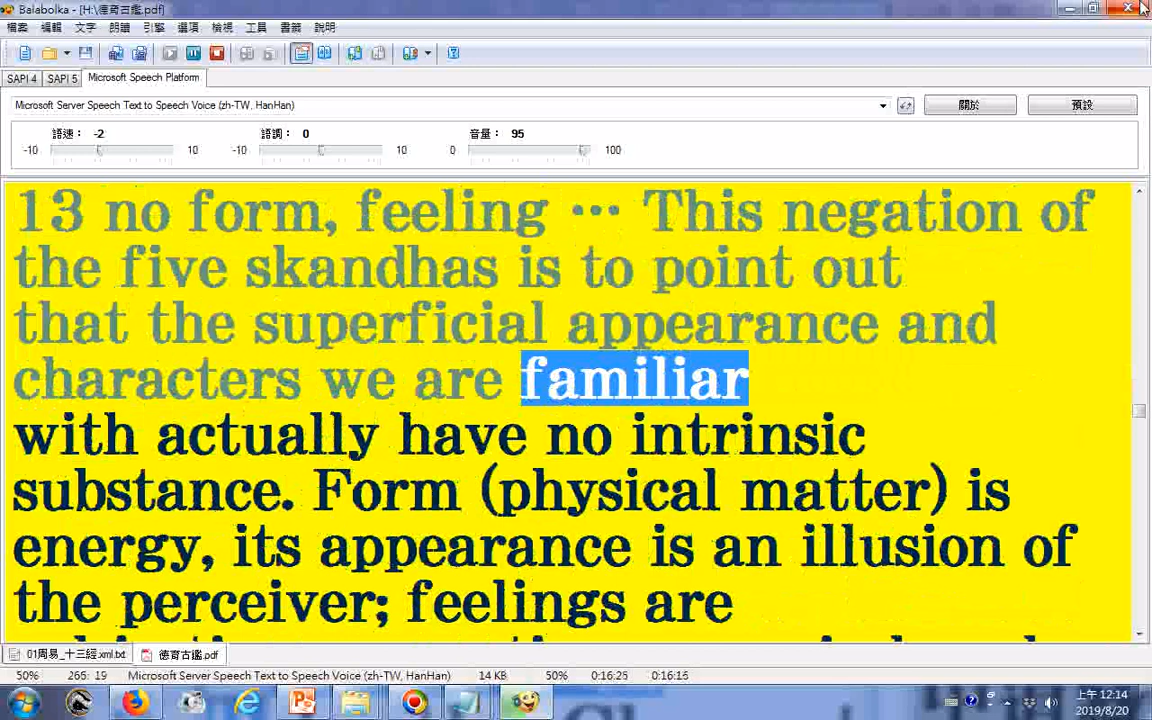 Balabolka - [H:\德育古鑑.pdf]
檔案 編輯 文字 朗讀 引擎 選項 檢視 工具 書籤 說明
SAPI 4 SAPI 5 Microsoft Speech Platform
Microsoft Server Speech Text to Speech Voice (zh-TW, HanHan) 關於 預設
語速： -2 語調： 0 音量： 95
-10 10 -10 10 0 100
13 no form, feeling ··· This negation of
the five skandhas is to point out
that the superficial appearance and
characters we are familiar
with actually have no intrinsic
substance. Form (physical matter) is
energy, its appearance is an illusion of
the perceiver; feelings are
01周易_十三經.xml.txt 德育古鑑.pdf
50% 265: 19 Microsoft Server Speech Text to Speech Voice (zh-TW, HanHan) 14 KB 50% 0:16:25 0:16:15
上午 12:14
2019/8/20